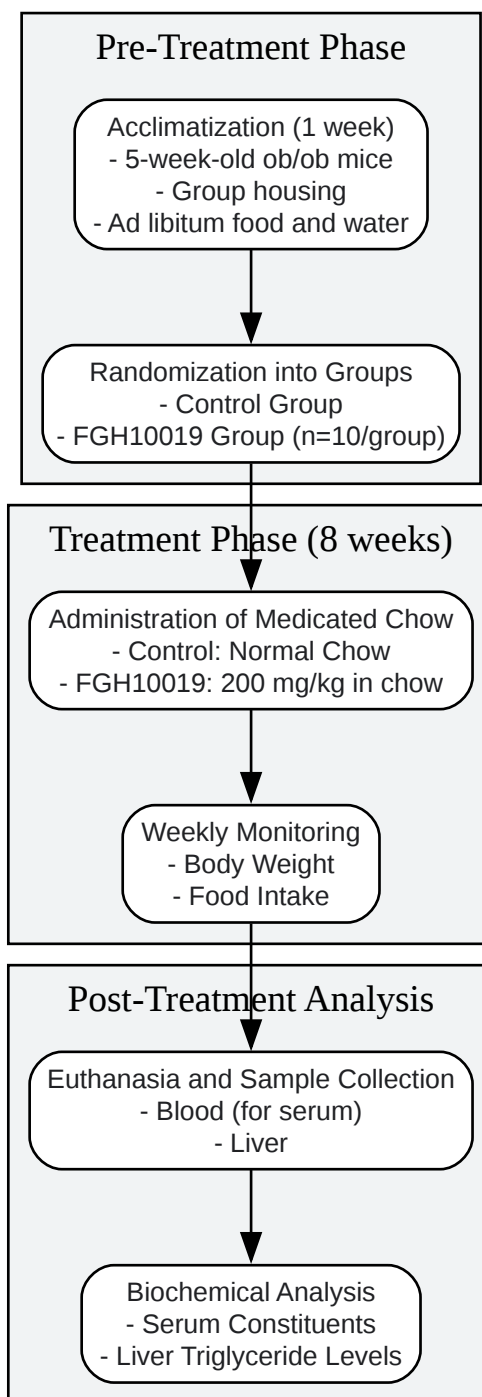 Pre-Treatment Phase
Acclimatization (1 week)
- 5-week-old ob/ob mice
- Group housing
- Ad libitum food and water
Randomization into Groups
- Control Group
- FGH10019 Group (n=10/group)
Treatment Phase (8 weeks)
Administration of Medicated Chow
- Control: Normal Chow
- FGH10019: 200 mg/kg in chow
Weekly Monitoring
- Body Weight
- Food Intake
Post-Treatment Analysis
Euthanasia and Sample Collection
- Blood (for serum)
- Liver
Biochemical Analysis
- Serum Constituents
- Liver Triglyceride Levels